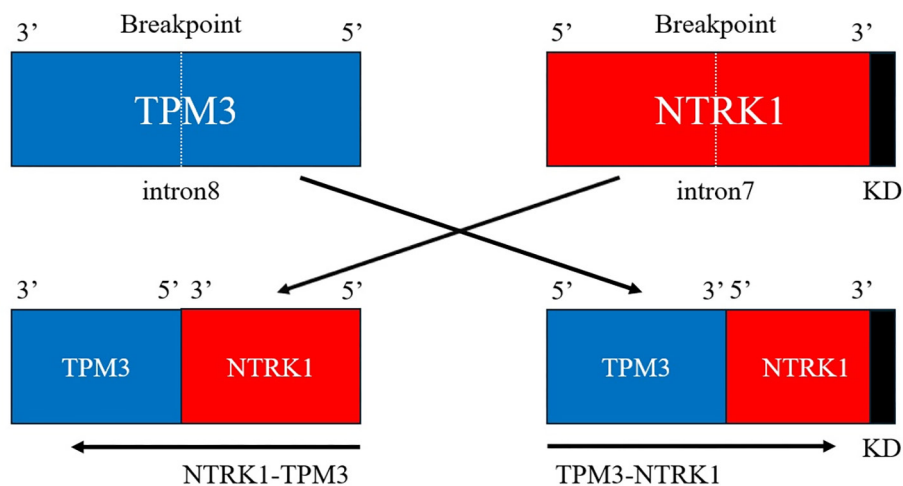 Breakpoint Breakpoint
3’ 5’ 5’ 3’
TPM3 NTRK1
intron8 intron7 KD
3’ 5’ 3’ 5’ 5’ 3’ 5’ 3’
TPM3 NTRK1 TPM3 NTRK1
NTRK1-TPM3 TPM3-NTRK1 KD